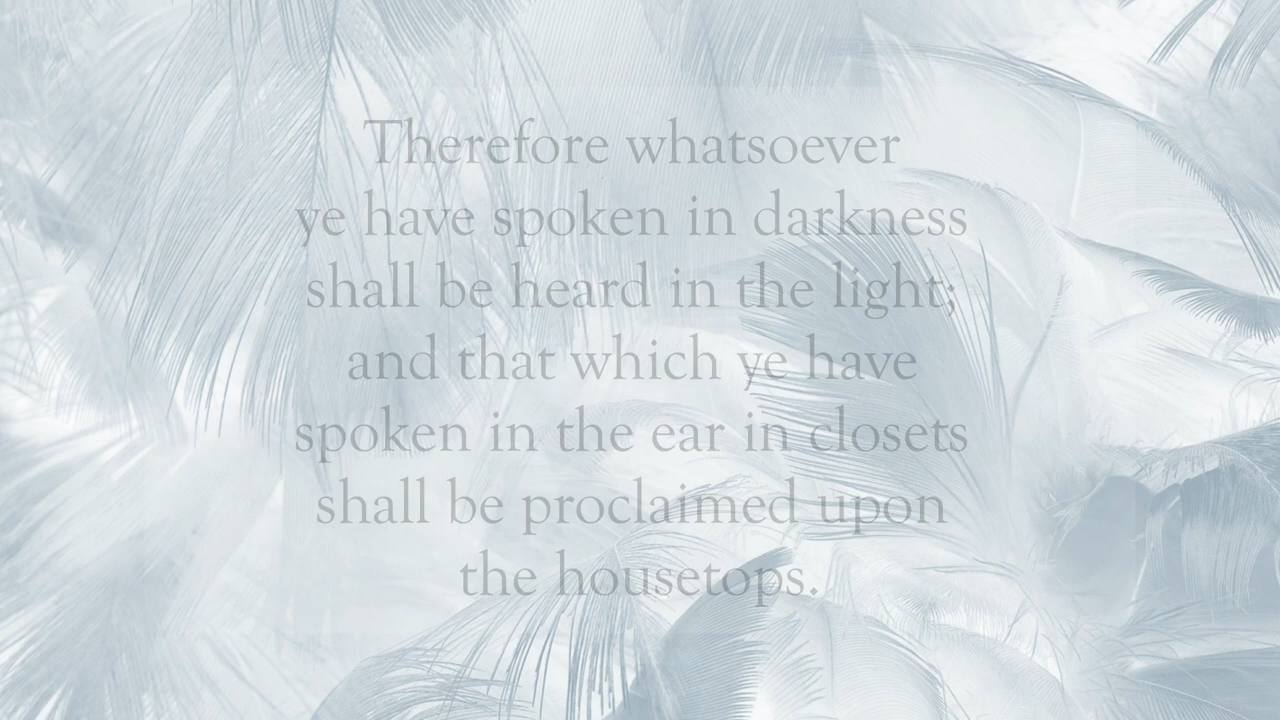 Therefore whatsoever
ye have spoken in darkness
shall be heard in the light;
and that which ye have
spoken in the ear in closets
shall be proclaimed upon
the housetops.